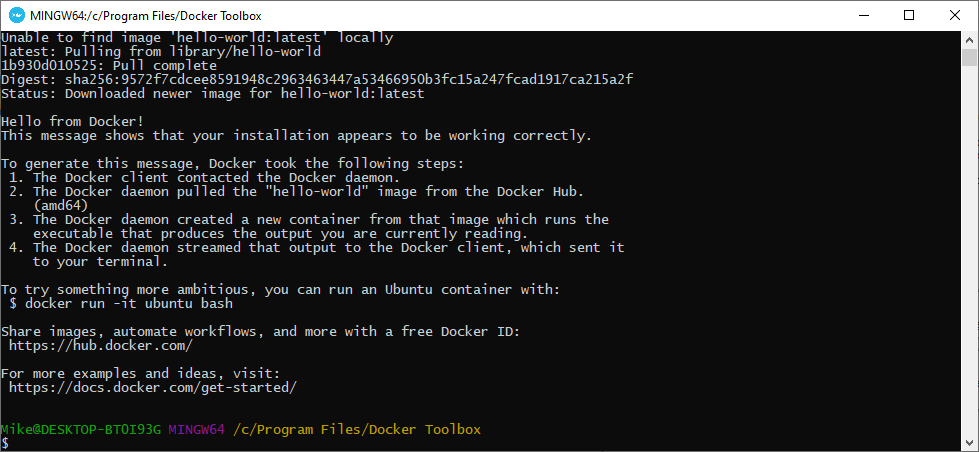 MINGW64:/c/Program Files/Docker Toolbox
Unable to find image 'hello-world:latest' locally
latest: Pulling from library/hello-world
1b930d010525: Pull complete
Digest: sha256:9572f7cdcee8591948c2963463447a53466950b3fc15a247fcad1917ca215a2f
Status: Downloaded newer image for hello-world:latest
Hello from Docker!
This message shows that your installation appears to be working correctly.
To generate this message, Docker took the following steps:
1. The Docker client contacted the Docker daemon.
2. The Docker daemon pulled the "hello-world" image from the Docker Hub.
(amd64)
3. The Docker daemon created a new container from that image which runs the
executable that produces the output you are currently reading.
4. The Docker daemon streamed that output to the Docker client, which sent it
to your terminal.
To try something more ambitious, you can run an Ubuntu container with:
$ docker run -it ubuntu bash
Share images, automate workflows, and more with a free Docker ID:
https://hub.docker.com/
For more examples and ideas, visit:
https://docs.docker.com/get-started/
Mike@DESKTOP-BT0I93G MINGW64 /c/Program Files/Docker Toolbox
$